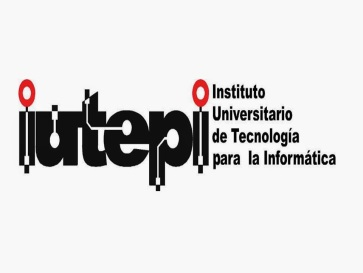 iutepi
Instituto
Universitario
de Tecnología
para la Informática